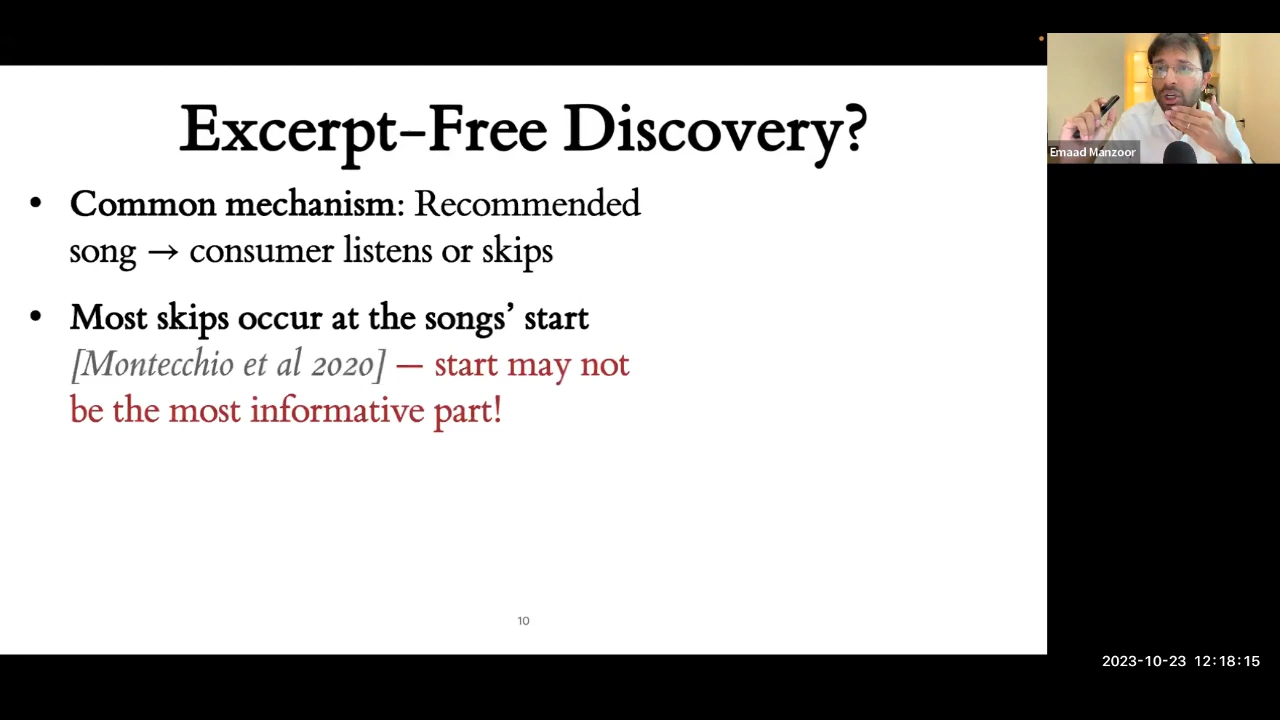 Excerpt-Free Discovery?
• Common mechanism: Recommended
song → consumer listens or skips
• Most skips occur at the songs’ start
[Montecchio et al 2020] — start may not
be the most informative part!
10
Emaad Manzoor
2023-10-23 12:18:15